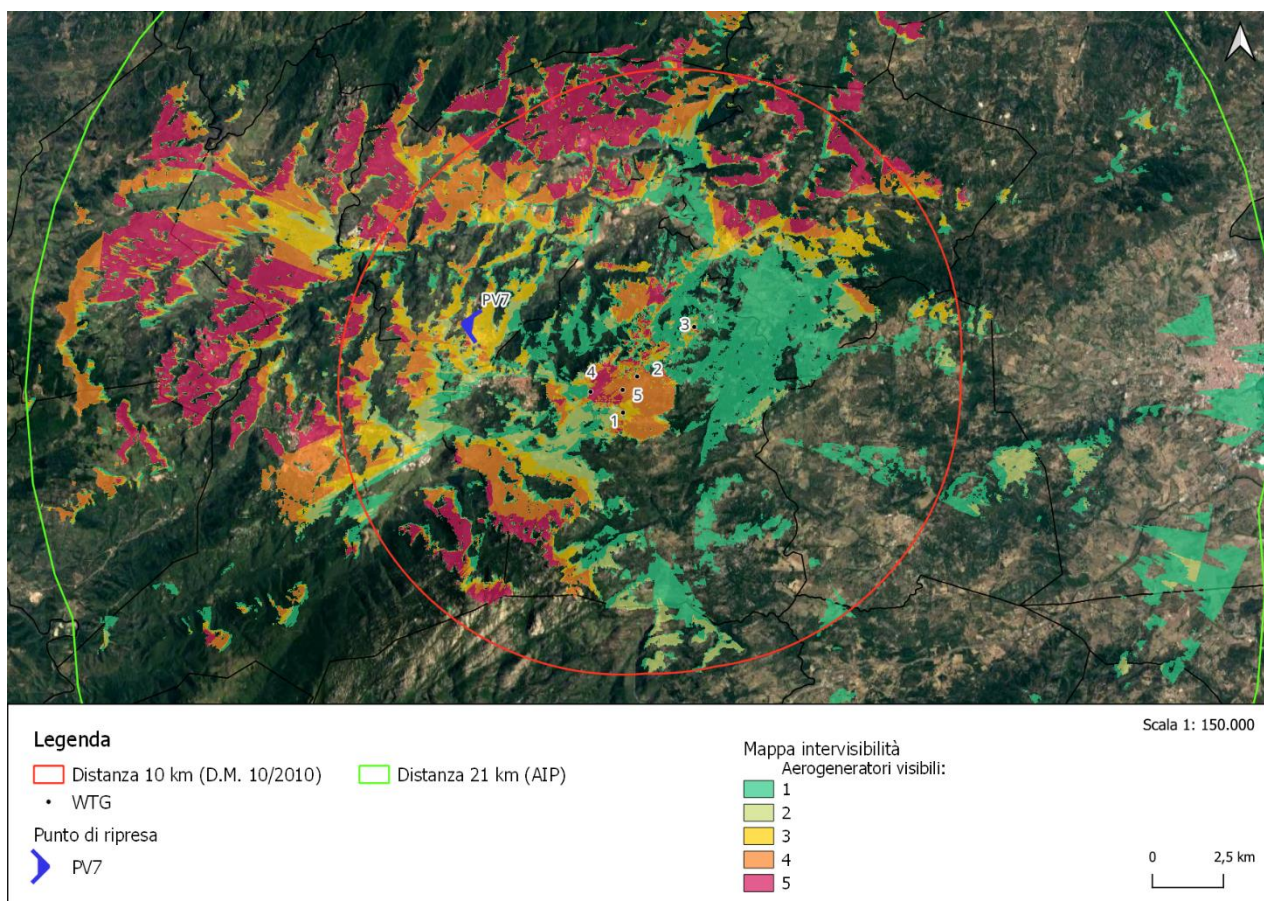 PV7
3
4
2
5
1
Scala 1: 150.000
Legenda
Distanza 10 km (D.M. 10/2010)
Distanza 21 km (AIP)
WTG
Punto di ripresa
PV7
Mappa intervisibilità
Aerogeneratori visibili:
1
2
3
4
5
0 2,5 km